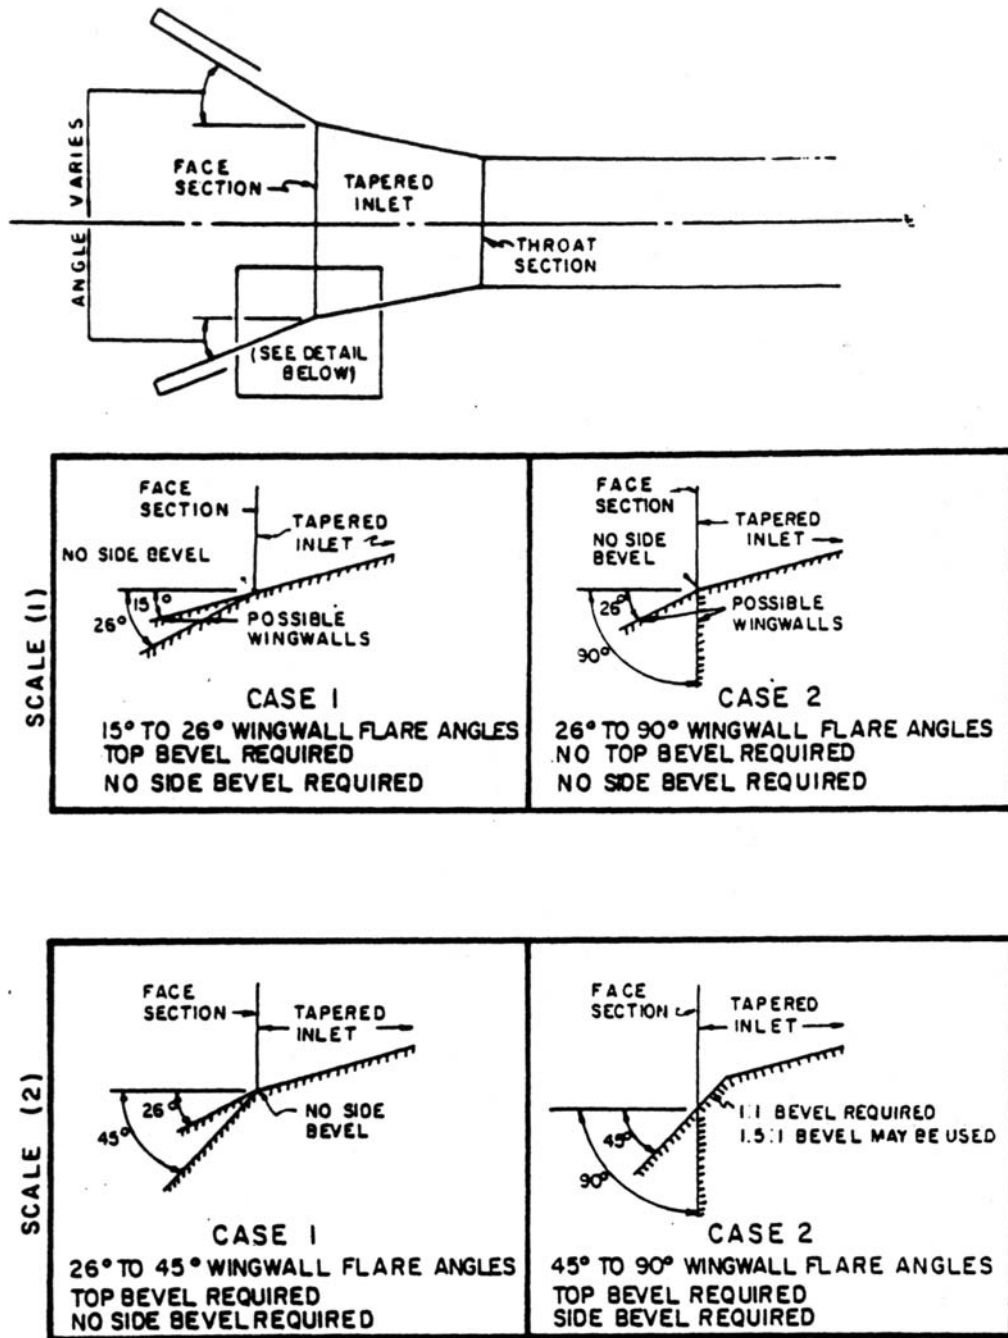 ANGLE VARIES
FACE
SECTION
TAPERED
INLET
THROAT
SECTION
(SEE DETAIL
BELOW)
SCALE (1)
FACE
SECTION
TAPERED
INLET
NO SIDE BEVEL
15°
26°
POSSIBLE
WINGWALLS
CASE 1
15° TO 26° WINGWALL FLARE ANGLES
TOP BEVEL REQUIRED
NO SIDE BEVEL REQUIRED
FACE
SECTION
NO SIDE
BEVEL
TAPERED
INLET
26°
90°
POSSIBLE
WINGWALLS
CASE 2
26° TO 90° WINGWALL FLARE ANGLES
NO TOP BEVEL REQUIRED
NO SIDE BEVEL REQUIRED
SCALE (2)
FACE
SECTION
TAPERED
INLET
26°
45°
NO SIDE
BEVEL
CASE 1
26° TO 45° WINGWALL FLARE ANGLES
TOP BEVEL REQUIRED
NO SIDE BEVEL REQUIRED
FACE
SECTION
TAPERED
INLET
45°
90°
1:1 BEVEL REQUIRED
1.5:1 BEVEL MAY BE USED
CASE 2
45° TO 90° WINGWALL FLARE ANGLES
TOP BEVEL REQUIRED
SIDE BEVEL REQUIRED